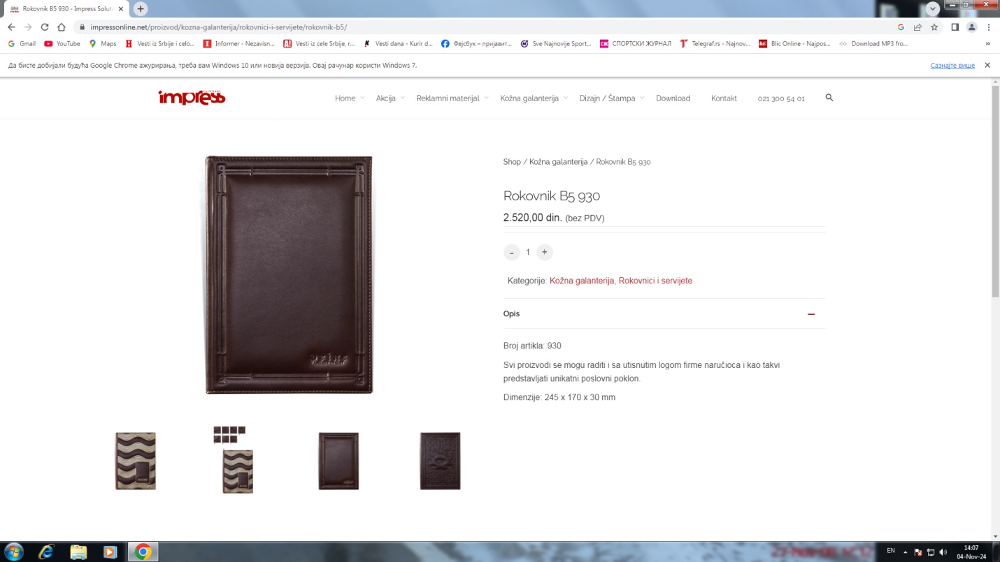 Rokovnik B5 930 - Impress Soluti
impressonline.net/proizvod/kozna-galanterija/rokovnici-i-servijete/rokovnik-b5/
Gmail YouTube Maps Vesti iz Srbije i celo... Informer - Nezavisn... Vesti iz cele Srbije, r... Vesti dana - Kurir d... Фејсбук – пријавит... Sve Najnovije Sport... СПОРТСКИ ЖУРНАЛ Telegraf.rs - Najnov... Blic Online - Najpos... Download MP3 fro... »
Да бисте добијали будућа Google Chrome ажурирања, треба вам Windows 10 или новија верзија. Овај рачунар користи Windows 7. Сазнајте више
impress SOLUTIONS
Home Akcija Reklamni materijal Kožna galanterija Dizajn / Štampa Download Kontakt 021 300 54 01
Shop / Kožna galanterija / Rokovnik B5 930
Rokovnik B5 930
2.520,00 din. (bez PDV)
- 1 +
Kategorije: Kožna galanterija, Rokovnici i servijete
Opis
Broj artikla: 930
Svi proizvodi se mogu raditi i sa utisnutim logom firme naručioca i kao takvi
predstavljati unikatni poslovni poklon.
Dimenzije: 245 x 170 x 30 mm
EN
14:07
04-Nov-24